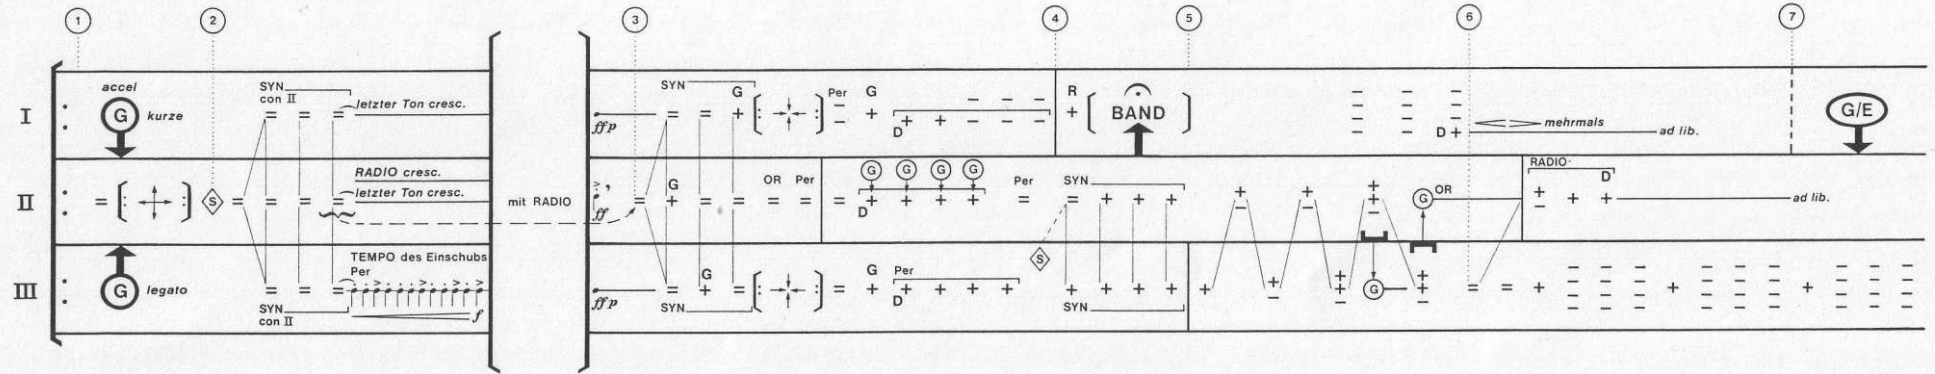 1 2 3 4 5 6 7
I
accel
G kurze
SYN
con II
= = =
letzter Ton cresc.
ffp
SYN
= = + G [: :] Per
− − G + D + + − − − − − −
R
+ [BAND]
− − − − − − − − −
D +
mehrmals
ad lib.
G/E
II
: = [: :] S = = = =
RADIO cresc.
letzter Ton cresc.
mit RADIO
ff
= G + = = OR = Per = =
G G G G
D + + + +
Per
=
SYN
= + + +
+ − + − + −
G OR
RADIO
+ − + D +
ad lib.
III
G legato
= = =
SYN
con II
TEMPO des Einschubs
Per
f
ffp
= G + =
SYN
[: :] = G + Per
D + + + +
S
+ + + +
SYN
+ + − + − G + − = = + − − − − − − − − + − − − − − − − − − − − − + − − − − − − − − − − − −